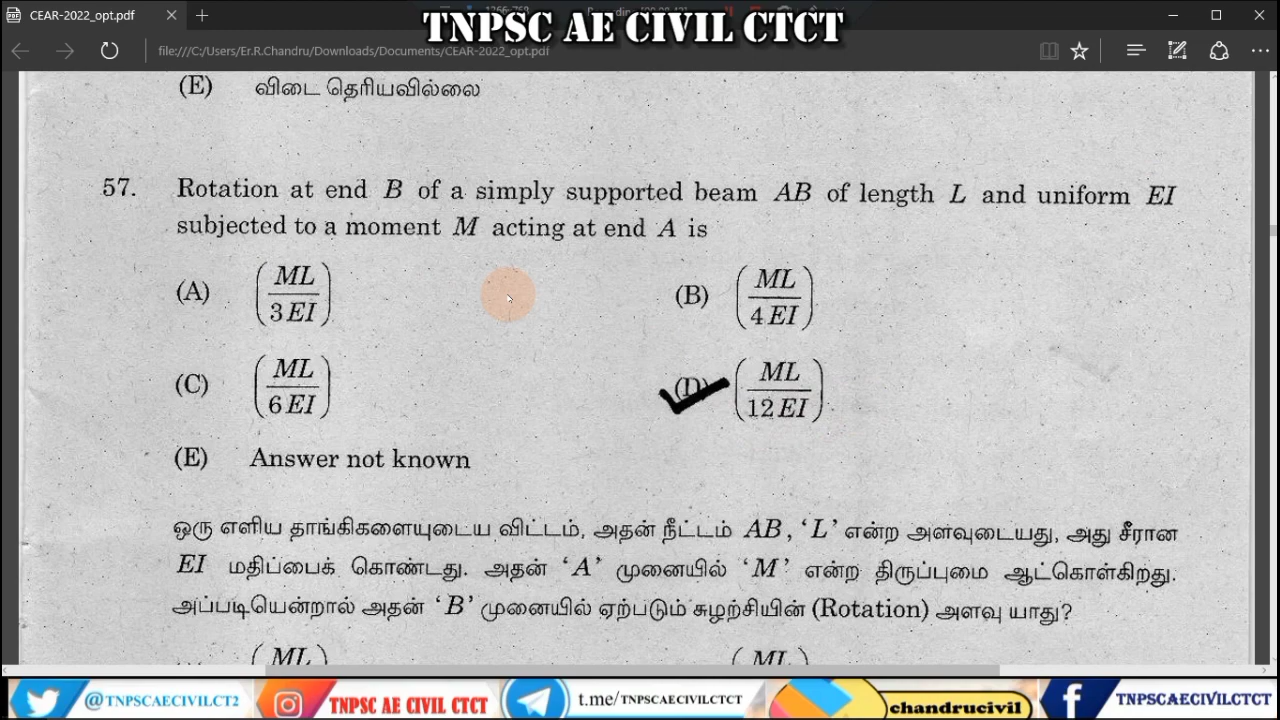 CEAR-2022_opt.pdf
TNPSC AE CIVIL CTCT
file:///C:/Users/Er.R.Chandru/Downloads/Documents/CEAR-2022_opt.pdf
(E) விடை தெரியவில்லை
57. Rotation at end B of a simply supported beam AB of length L and uniform EI
subjected to a moment M acting at end A is
(A) (ML/3EI) (B) (ML/4EI)
(C) (ML/6EI) (D) (ML/12EI)
(E) Answer not known
ஒரு எளிய தாங்கிகளையுடைய விட்டம், அதன் நீட்டம் AB, ‘L’ என்ற அளவுடையது, அது சீரான
EI மதிப்பைக் கொண்டது. அதன் ‘A’ முனையில் ‘M’ என்ற திருப்புமை ஆட்கொள்கிறது.
அப்படியென்றால் அதன் ‘B’ முனையில் ஏற்படும் சுழற்சியின் (Rotation) அளவு யாது?
ML ML
@TNPSCAECIVILCT2 TNPSC AE CIVIL CTCT t.me/TNPSCAECIVILCTCT chandrucivil TNPSCAECIVILCTCT